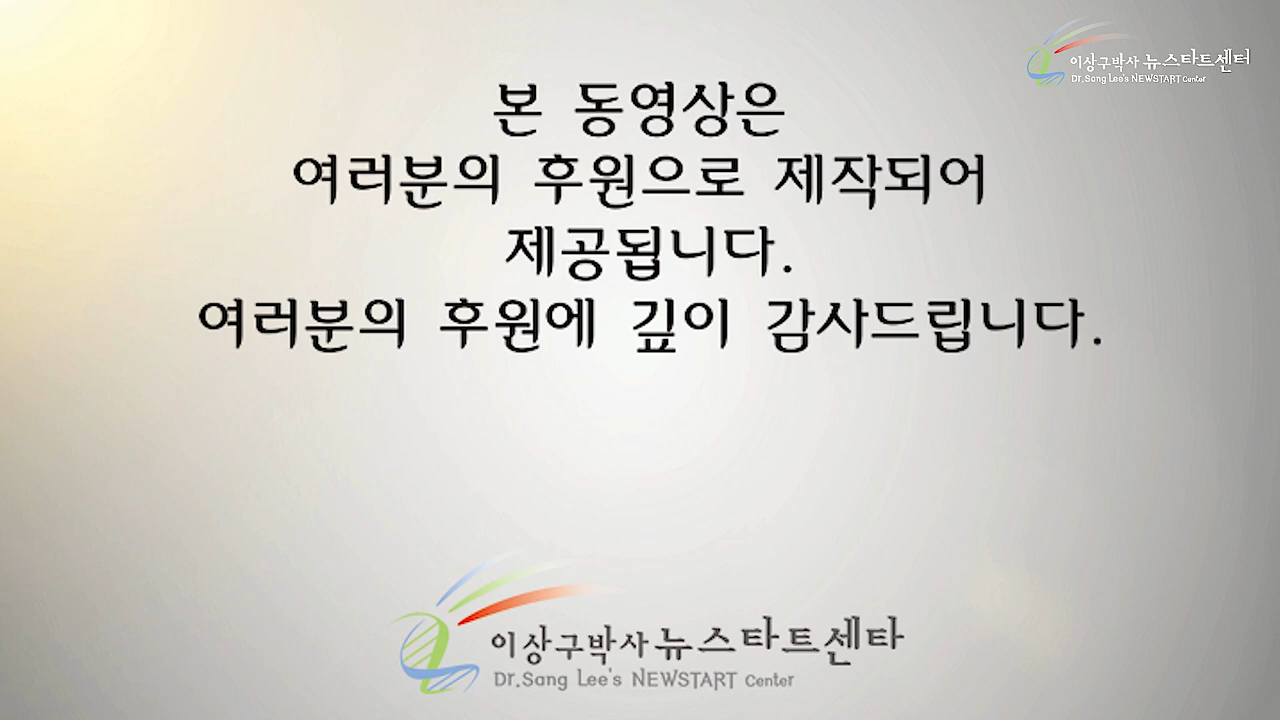 이상구박사 뉴스타트센터
Dr.Sang Lee's NEWSTART Center
본 동영상은
여러분의 후원으로 제작되어
제공됩니다.
여러분의 후원에 깊이 감사드립니다.
이상구박사 뉴스타트센타
Dr.Sang Lee's NEWSTART Center